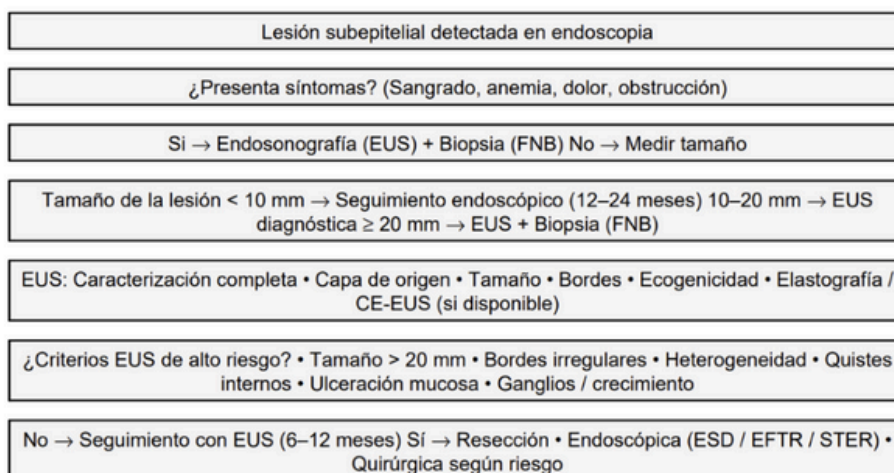 Lesión subepitelial detectada en endoscopia
¿Presenta síntomas? (Sangrado, anemia, dolor, obstrucción)
Si → Endosonografía (EUS) + Biopsia (FNB) No → Medir tamaño
Tamaño de la lesión < 10 mm → Seguimiento endoscópico (12–24 meses) 10–20 mm → EUS
diagnóstica ≥ 20 mm → EUS + Biopsia (FNB)
EUS: Caracterización completa • Capa de origen • Tamaño • Bordes • Ecogenicidad • Elastografía /
CE-EUS (si disponible)
¿Criterios EUS de alto riesgo? • Tamaño > 20 mm • Bordes irregulares • Heterogeneidad • Quistes
internos • Ulceración mucosa • Ganglios / crecimiento
No → Seguimiento con EUS (6–12 meses) Sí → Resección • Endoscópica (ESD / EFTR / STER) •
Quirúrgica según riesgo